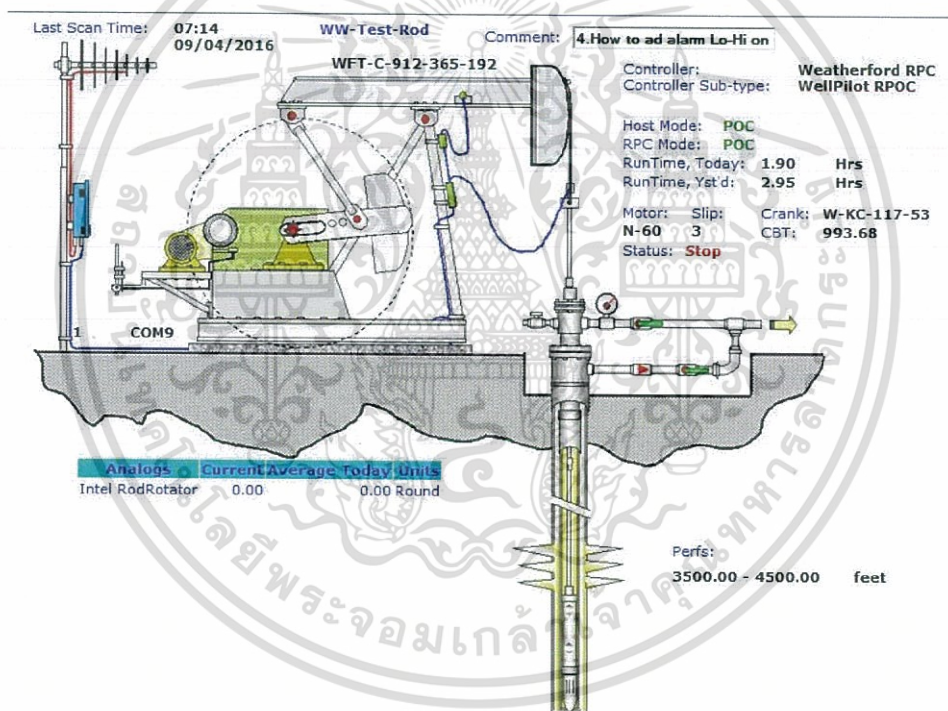 Last Scan Time: 07:14
09/04/2016
WW-Test-Rod
Comment: 4.How to ad alarm Lo-Hi on
WFT-C-912-365-192
Controller: Weatherford RPC
Controller Sub-type: WellPilot RPOC
Host Mode: POC
RPC Mode: POC
RunTime, Today: 1.90 Hrs
RunTime, Yst'd: 2.95 Hrs
Motor: Slip: Crank: W-KC-117-53
N-60 3 CBT: 993.68
Status: Stop
1 COM9
Analogs Current Average Today Units
Intel RodRotator 0.00 0.00 Round
Perfs:
3500.00 - 4500.00 feet